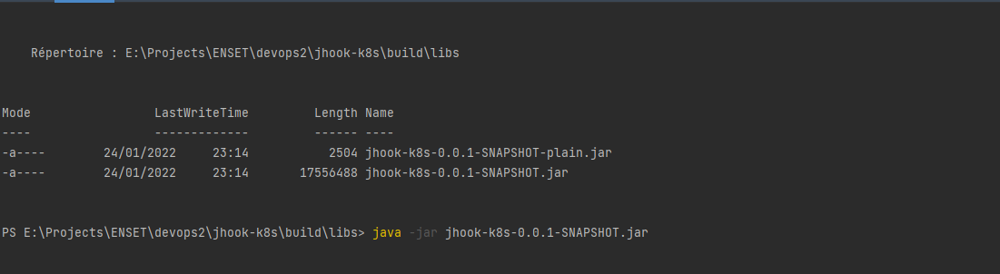 Répertoire : E:\Projects\ENSET\devops2\jhook-k8s\build\libs
Mode LastWriteTime Length Name
---- ------------- ------ ----
-a---- 24/01/2022 23:14 2504 jhook-k8s-0.0.1-SNAPSHOT-plain.jar
-a---- 24/01/2022 23:14 17556488 jhook-k8s-0.0.1-SNAPSHOT.jar
PS E:\Projects\ENSET\devops2\jhook-k8s\build\libs> java -jar jhook-k8s-0.0.1-SNAPSHOT.jar